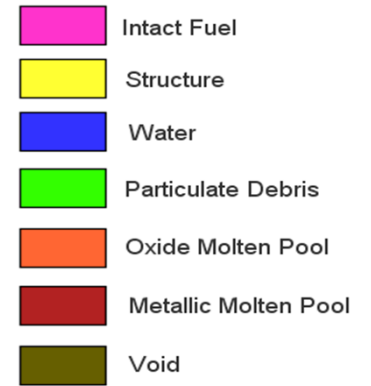 Intact Fuel
Structure
Water
Particulate Debris
Oxide Molten Pool
Metallic Molten Pool
Void